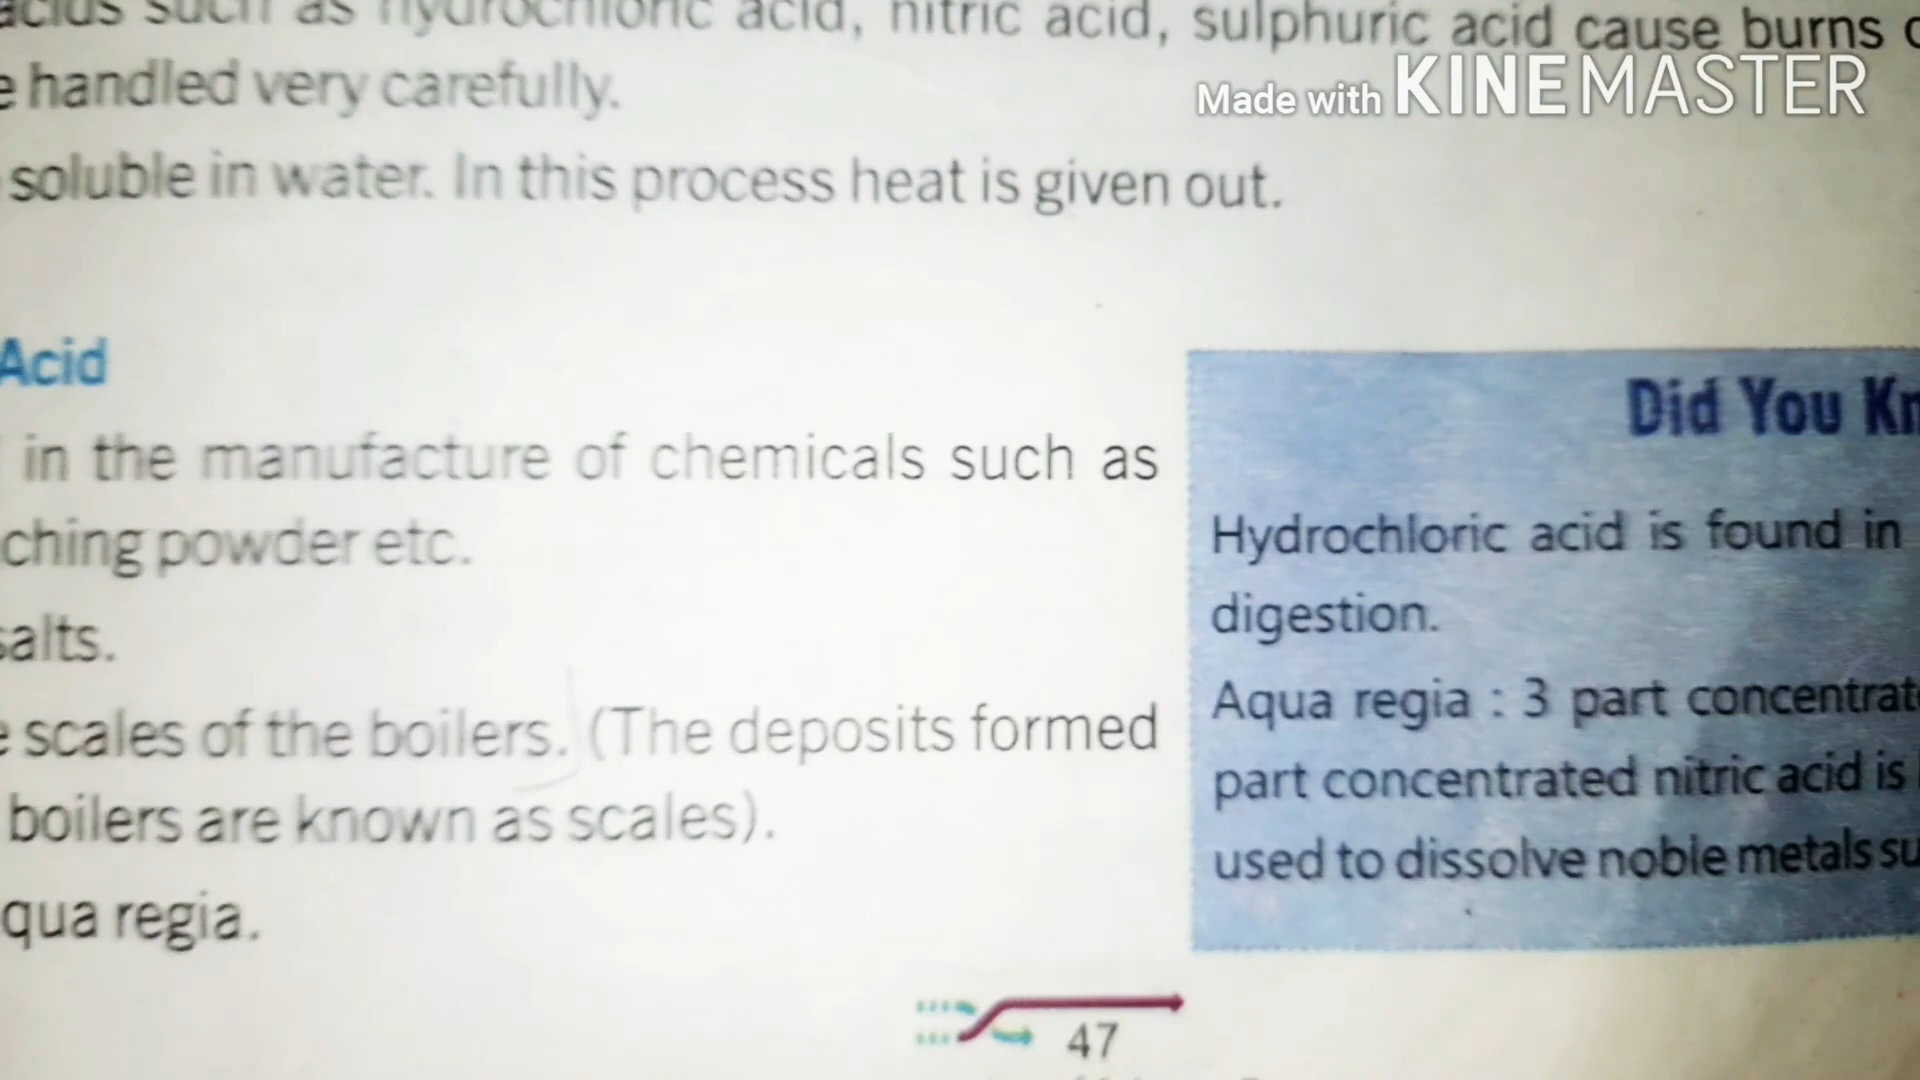 such as hydrochloric acid, nitric acid, sulphuric acid cause burns
handled very carefully.
Made with KINEMASTER
soluble in water. In this process heat is given out.
Acid
in the manufacture of chemicals such as
ching powder etc.
salts.
scales of the boilers. (The deposits formed
boilers are known as scales).
qua regia.
Did You Kn
Hydrochloric acid is found in
digestion.
Aqua regia : 3 part concentrat
part concentrated nitric acid is
used to dissolve noble metals su
47